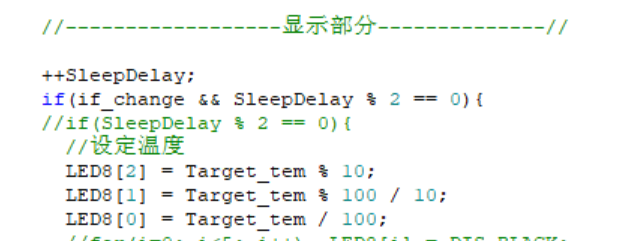 //------------------显示部分--------------//
++SleepDelay;
if(if_change && SleepDelay % 2 == 0){
//if(SleepDelay % 2 == 0){
//设定温度
LED8[2] = Target_tem % 10;
LED8[1] = Target_tem % 100 / 10;
LED8[0] = Target_tem / 100;